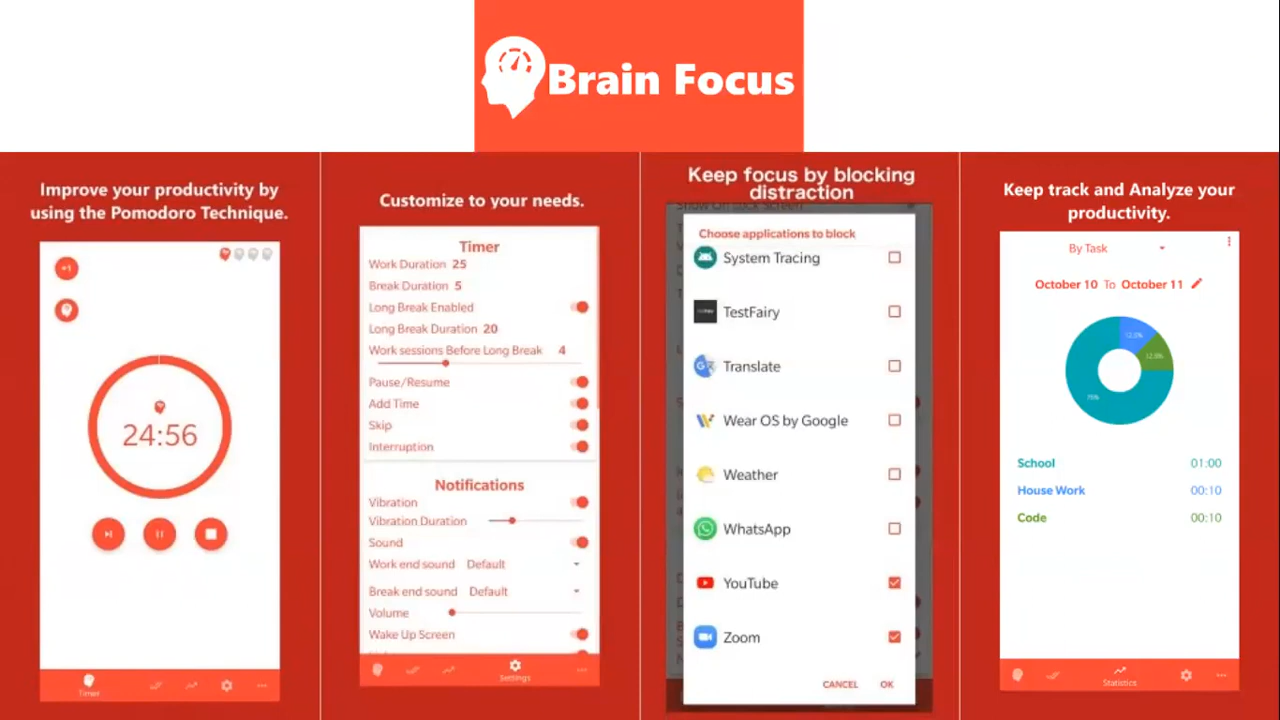 Brain Focus
Improve your productivity by
using the Pomodoro Technique.
+1
24:56
Timer
Customize to your needs.
Timer
Work Duration 25
Break Duration 5
Long Break Enabled
Long Break Duration 20
Work sessions Before Long Break 4
Pause/Resume
Add Time
Skip
Interruption
Notifications
Vibration
Vibration Duration
Sound
Work end sound Default
Break end sound Default
Volume
Wake Up Screen
Settings
Keep focus by blocking
distraction
Choose applications to block
System Tracing
TestFairy
Translate
Wear OS by Google
Weather
WhatsApp
YouTube
Zoom
CANCEL OK
Keep track and Analyze your
productivity.
By Task
October 10 To October 11
75%
School 01:00
House Work 00:10
Code 00:10
Statistics